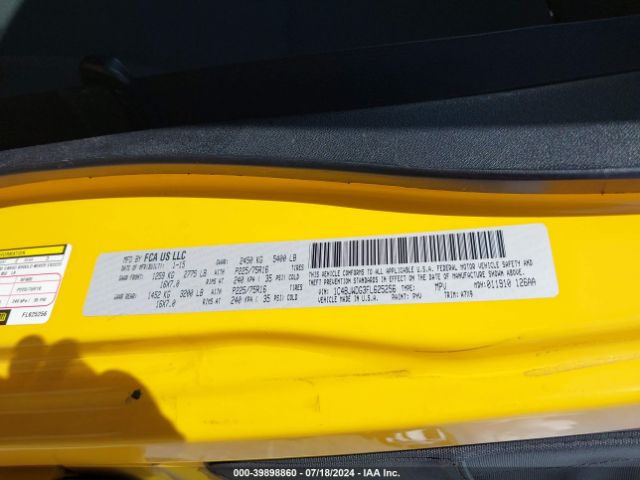 MFD BY: FCA US LLC
DATE OF MFR: 1-15
GVWR: 2450 KG 5400 LB
GAWR FRONT: 1259 KG 2775 LB WITH P225/75R16 TIRES
16X7.0 RIMS AT 240 KPA ( 35 PSI) COLD
GAWR REAR: 1452 KG 3200 LB WITH P225/75R16 TIRES
16X7.0 RIMS AT 240 KPA ( 35 PSI) COLD
THIS VEHICLE CONFORMS TO ALL APPLICABLE U.S.A. FEDERAL MOTOR VEHICLE SAFETY AND
THEFT PREVENTION STANDARDS IN EFFECT ON THE DATE OF MANUFACTURE SHOWN.
VEHICLE MADE IN U.S.A.
VIN: 1C4BJWDG3FL625256 TYPE: MPV MDH: 011910 126AA
PAINT: TRIM:
FL625256
000-39898860 - 07/18/2024 - IAA Inc.